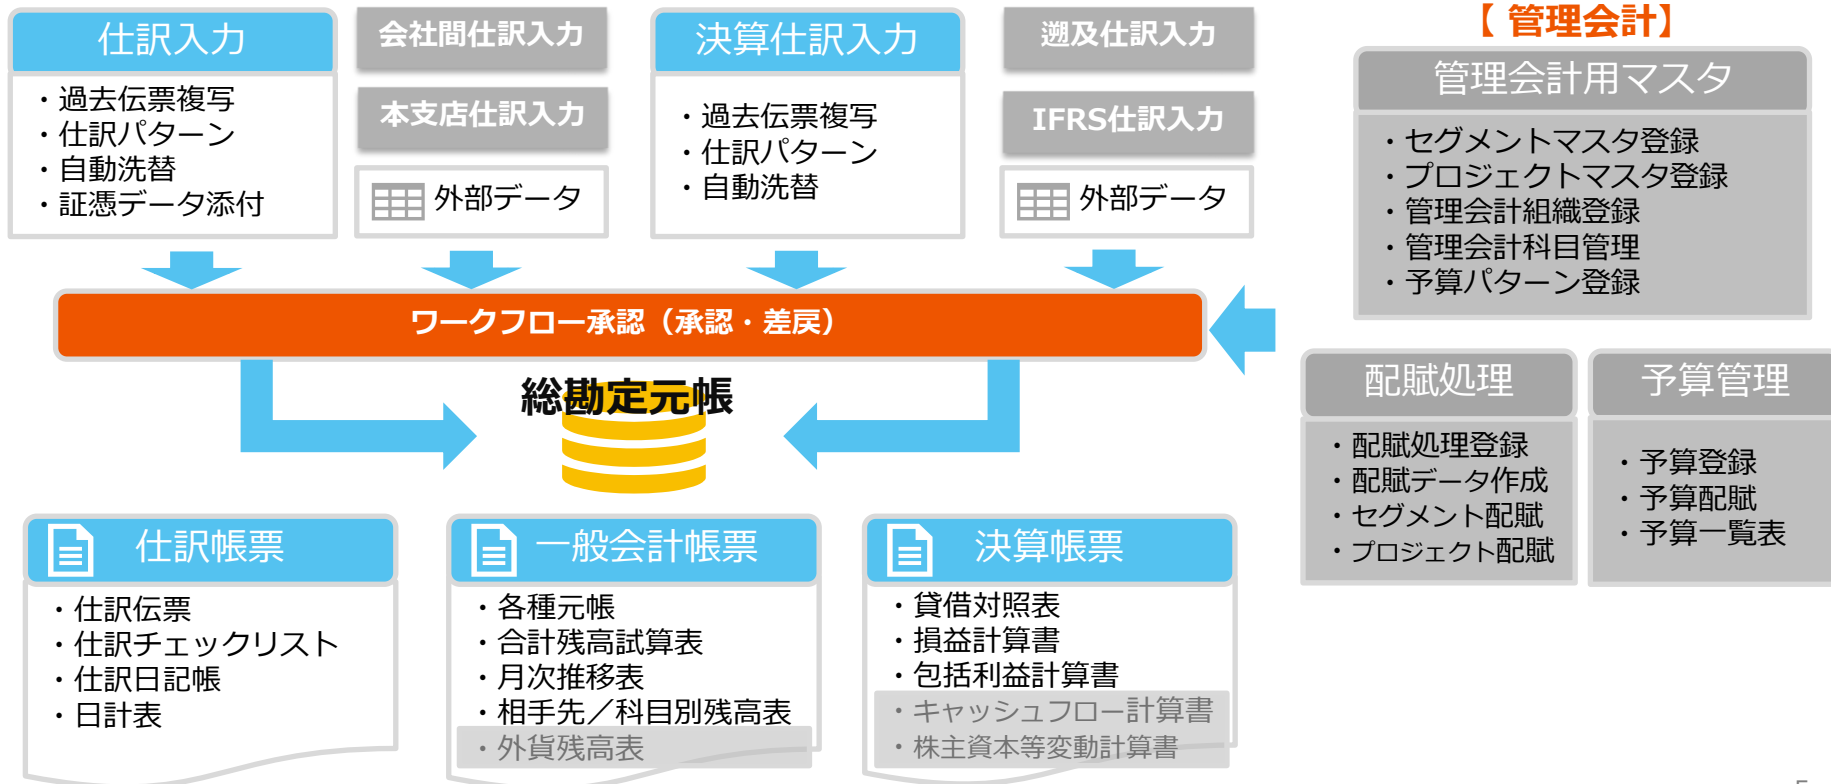 仕訳入力
・過去伝票複写
・仕訳パターン
・自動洗替
・証憑データ添付
会社間仕訳入力
本支店仕訳入力
外部データ
決算仕訳入力
・過去伝票複写
・仕訳パターン
・自動洗替
遡及仕訳入力
IFRS仕訳入力
外部データ
【 管理会計】
管理会計用マスタ
・セグメントマスタ登録
・プロジェクトマスタ登録
・管理会計組織登録
・管理会計科目管理
・予算パターン登録
ワークフロー承認（承認・差戻）
総勘定元帳
配賦処理
・配賦処理登録
・配賦データ作成
・セグメント配賦
・プロジェクト配賦
予算管理
・予算登録
・予算配賦
・予算一覧表
仕訳帳票
・仕訳伝票
・仕訳チェックリスト
・仕訳日記帳
・日計表
一般会計帳票
・各種元帳
・合計残高試算表
・月次推移表
・相手先／科目別残高表
・外貨残高表
決算帳票
・貸借対照表
・損益計算書
・包括利益計算書
・キャッシュフロー計算書
・株主資本等変動計算書